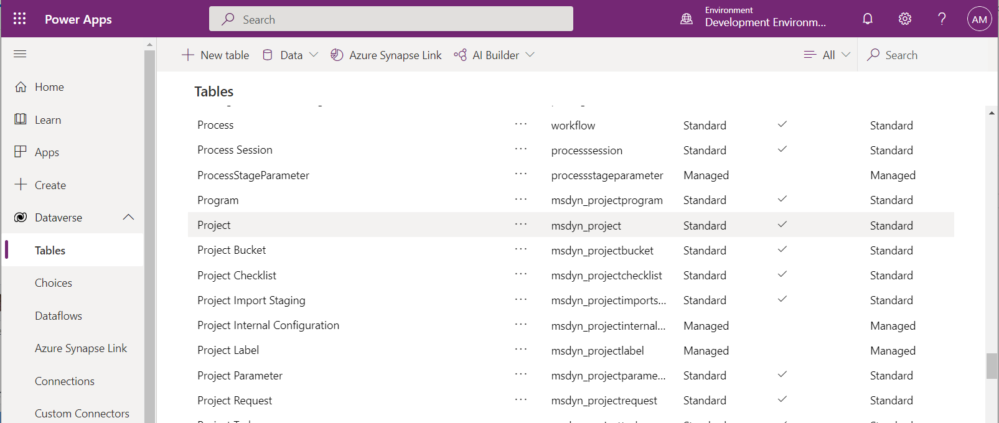 Power Apps
Search
Environment
Development Environm...
AM
New table
Data
Azure Synapse Link
AI Builder
All
Search
Home
Learn
Apps
Create
Dataverse
Tables
Choices
Dataflows
Azure Synapse Link
Connections
Custom Connectors
Tables
Process ... workflow Standard Standard
Process Session ... processsession Standard Standard
ProcessStageParameter ... processstageparameter Managed Managed
Program ... msdyn_projectprogram Standard Standard
Project ... msdyn_project Standard Standard
Project Bucket ... msdyn_projectbucket Standard Standard
Project Checklist ... msdyn_projectchecklist Standard Standard
Project Import Staging ... msdyn_projectimports... Standard Standard
Project Internal Configuration ... msdyn_projectinternal... Managed Managed
Project Label ... msdyn_projectlabel Managed Managed
Project Parameter ... msdyn_projectparame... Standard Standard
Project Request ... msdyn_projectrequest Standard Standard